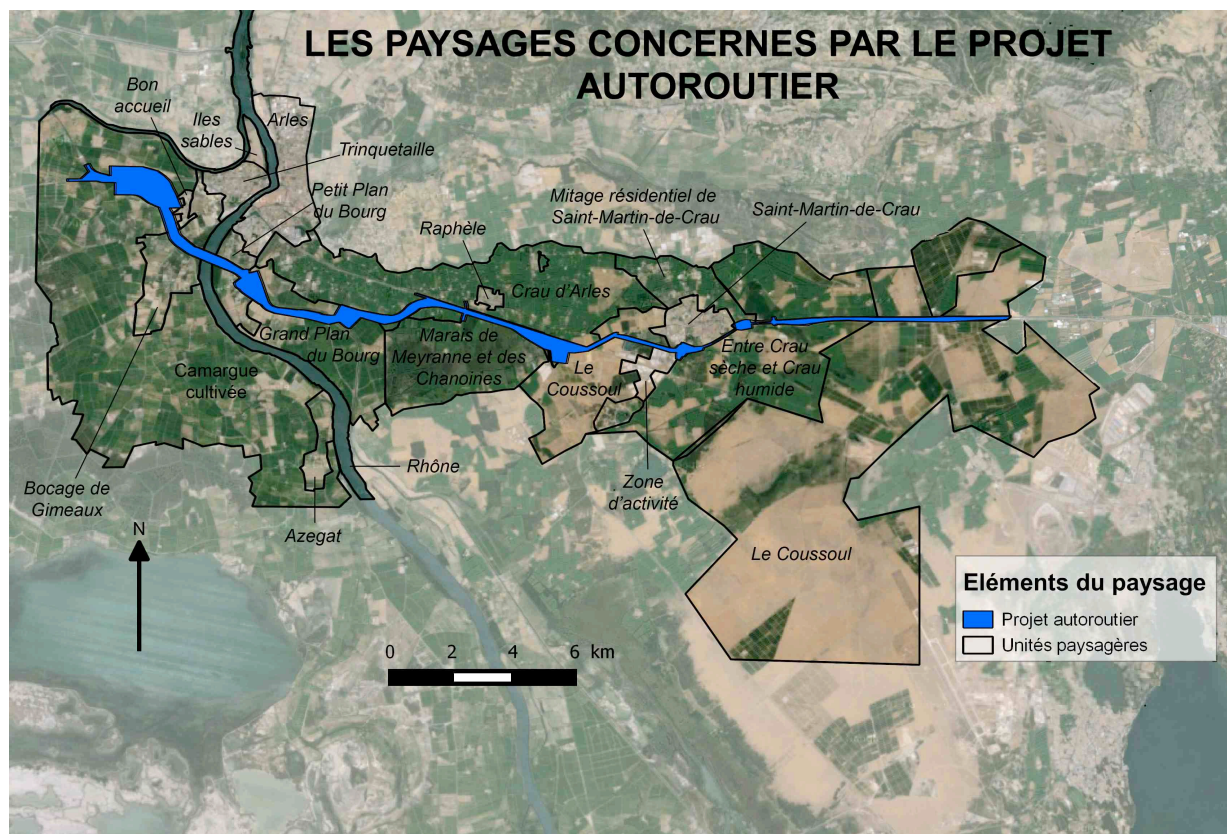 LES PAYSAGES CONCERNES PAR LE PROJET
AUTOROUTIER
Bon
accueil
Iles
sables
Arles
Trinquetaille
Petit Plan
du Bourg
Raphèle
Mitage résidentiel de
Saint-Martin-de-Crau
Saint-Martin-de-Crau
Crau d'Arles
Grand Plan
du Bourg
Marais de
Meyranne et des
Chanoines
Le
Coussoul
Entre Crau
sèche et Crau
humide
Camargue
cultivée
Rhône
Zone
d'activité
Bocage de
Gimeaux
Azegat
Le Coussoul
N
0 2 4 6 km
Eléments du paysage
Projet autoroutier
Unités paysagères